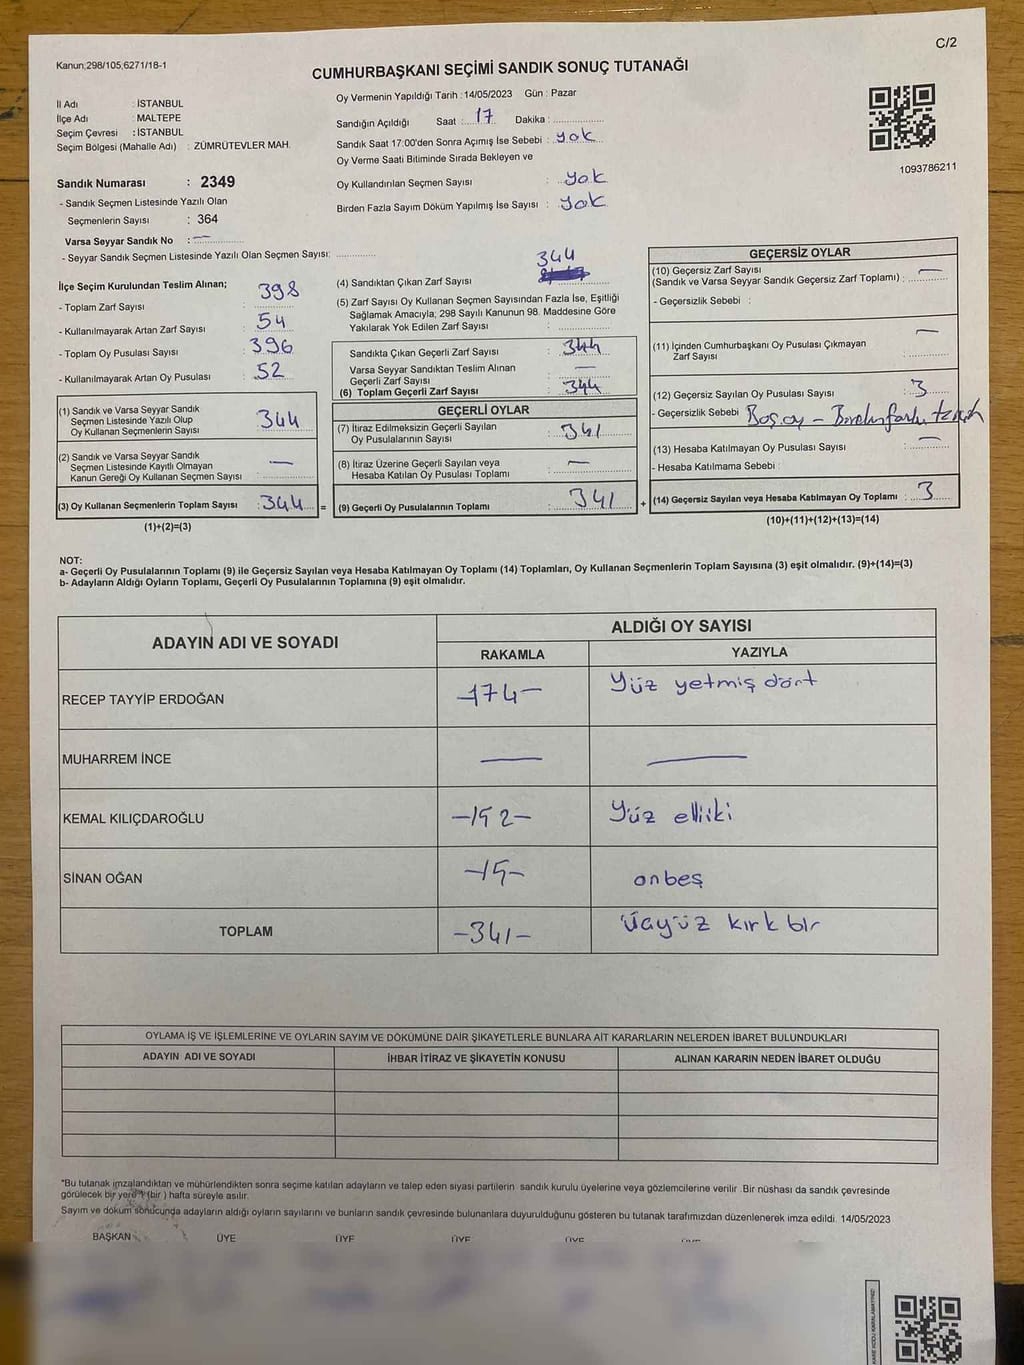 C/2
Kanun;298/105;6271/18-1
CUMHURBAŞKANI SEÇİMİ SANDIK SONUÇ TUTANAĞI
İl Adı : İSTANBUL
İlçe Adı : MALTEPE
Seçim Çevresi : İSTANBUL
Seçim Bölgesi (Mahalle Adı) : ZÜMRÜTEVLER MAH.
Oy Vermenin Yapıldığı Tarih : 14/05/2023 Gün : Pazar
Sandığın Açıldığı Saat : 17 Dakika :
Sandık Saat 17:00'den Sonra Açımış İse Sebebi : yok
Oy Verme Saati Bitiminde Sırada Bekleyen ve
Oy Kullandırılan Seçmen Sayısı : yok
Birden Fazla Sayım Döküm Yapılmış İse Sayısı : yok
1093786211
Sandık Numarası : 2349
- Sandık Seçmen Listesinde Yazılı Olan
Seçmenlerin Sayısı : 364
Varsa Seyyar Sandık No : —
- Seyyar Sandık Seçmen Listesinde Yazılı Olan Seçmen Sayısı:
İlçe Seçim Kurulundan Teslim Alınan;
- Toplam Zarf Sayısı : 398
- Kullanılmayarak Artan Zarf Sayısı : 54
- Toplam Oy Pusulası Sayısı : 396
- Kullanılmayarak Artan Oy Pusulası : 52
(1) Sandık ve Varsa Seyyar Sandık
Seçmen Listesinde Yazılı Olup
Oy Kullanan Seçmenlerin Sayısı : 344
(2) Sandık ve Varsa Seyyar Sandık
Seçmen Listesinde Kayıtlı Olmayan
Kanun Gereği Oy Kullanan Seçmen Sayısı : —
(3) Oy Kullanan Seçmenlerin Toplam Sayısı : 344 =
(1)+(2)=(3)
344
(4) Sandıktan Çıkan Zarf Sayısı :
(5) Zarf Sayısı Oy Kullanan Seçmen Sayısından Fazla İse, Eşitliği
Sağlamak Amacıyla, 298 Sayılı Kanunun 98. Maddesine Göre
Yakılarak Yok Edilen Zarf Sayısı :
Sandıkta Çıkan Geçerli Zarf Sayısı : 344
Varsa Seyyar Sandıktan Teslim Alınan
Geçerli Zarf Sayısı : —
(6) Toplam Geçerli Zarf Sayısı : 344
GEÇERLİ OYLAR
(7) İtiraz Edilmeksizin Geçerli Sayılan
Oy Pusulalarının Sayısı : 341
(8) İtiraz Üzerine Geçerli Sayılan veya
Hesaba Katılan Oy Pusulası Toplamı : —
(9) Geçerli Oy Pusulalarının Toplamı : 341 +
GEÇERSİZ OYLAR
(10) Geçersiz Zarf Sayısı
(Sandık ve Varsa Seyyar Sandık Geçersiz Zarf Toplamı) : —
- Geçersizlik Sebebi :
(11) İçinden Cumhurbaşkanı Oy Pusulası Çıkmayan
Zarf Sayısı : —
(12) Geçersiz Sayılan Oy Pusulası Sayısı : 3
- Geçersizlik Sebebi : Boş oy - Birden fazla tercih
(13) Hesaba Katılmayan Oy Pusulası Sayısı : —
- Hesaba Katılmama Sebebi :
(14) Geçersiz Sayılan veya Hesaba Katılmayan Oy Toplamı : 3
(10)+(11)+(12)+(13)=(14)
NOT:
a- Geçerli Oy Pusulalarının Toplamı (9) ile Geçersiz Sayılan veya Hesaba Katılmayan Oy Toplamı (14) Toplamları, Oy Kullanan Seçmenlerin Toplam Sayısına (3) eşit olmalıdır. (9)+(14)=(3)
b- Adayların Aldığı Oyların Toplamı, Geçerli Oy Pusulalarının Toplamına (9) eşit olmalıdır.
ADAYIN ADI VE SOYADI
ALDIĞI OY SAYISI
RAKAMLA YAZIYLA
RECEP TAYYİP ERDOĞAN -174- Yüz yetmiş dört
MUHARREM İNCE — —
KEMAL KILIÇDAROĞLU -152- Yüz elliiki
SİNAN OĞAN -15- onbeş
TOPLAM -341- Üçyüz kırk bir
OYLAMA İŞ VE İŞLEMLERİNE VE OYLARIN SAYIM VE DÖKÜMÜNE DAİR ŞİKAYETLERLE BUNLARA AİT KARARLARIN NELERDEN İBARET BULUNDUKLARI
ADAYIN ADI VE SOYADI İHBAR İTİRAZ VE ŞİKAYETİN KONUSU ALINAN KARARIN NEDEN İBARET OLDUĞU
"Bu tutanak imzalandıktan ve mühürlendikten sonra seçime katılan adayların ve talep eden siyasi partilerin sandık kurulu üyelerine veya gözlemcilerine verilir .Bir nüshası da sandık çevresinde
görülecek bir yere 1 (bir ) hafta süreyle asılır.
Sayım ve döküm sonucunda adayların aldığı oyların sayılarını ve bunların sandık çevresinde bulunanlara duyurulduğunu gösteren bu tutanak tarafımızdan düzenlenerek imza edildi. 14/05/2023
BAŞKAN ÜYE ÜYE ÜYE ÜYE